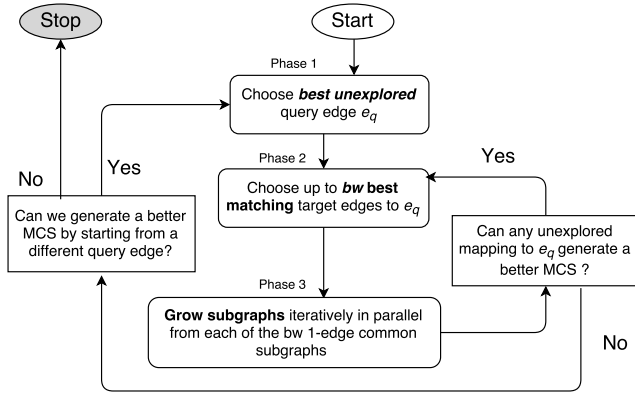 Stop
Start
Phase 1
Choose best unexplored
query edge eq
Yes
No
Phase 2
Yes
Choose up to bw best
matching target edges to eq
Can we generate a better
MCS by starting from a
different query edge?
Can any unexplored
mapping to eq generate a
better MCS ?
Phase 3
Grow subgraphs iteratively in parallel
from each of the bw 1-edge common
subgraphs
No